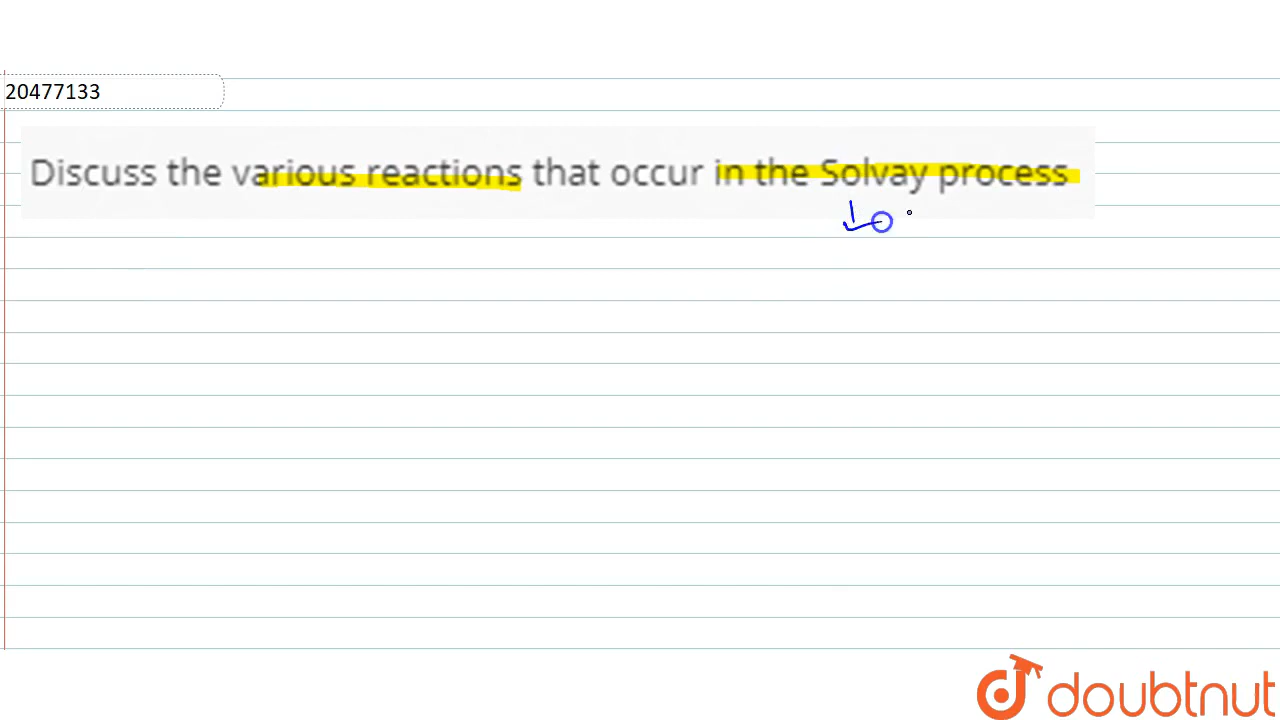 20477133
Discuss the various reactions that occur in the Solvay process
doubtnut